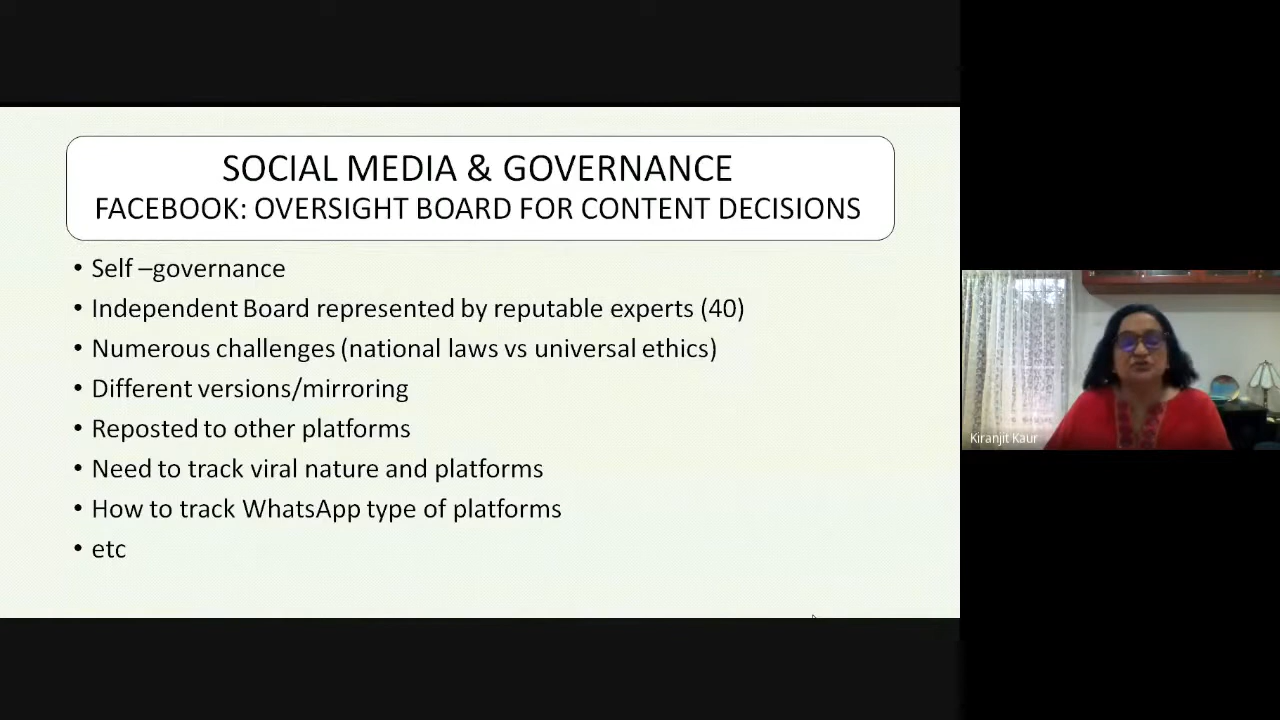 SOCIAL MEDIA & GOVERNANCE
FACEBOOK: OVERSIGHT BOARD FOR CONTENT DECISIONS
• Self –governance
• Independent Board represented by reputable experts (40)
• Numerous challenges (national laws vs universal ethics)
• Different versions/mirroring
• Reposted to other platforms
• Need to track viral nature and platforms
• How to track WhatsApp type of platforms
• etc
Kiranjit Kaur